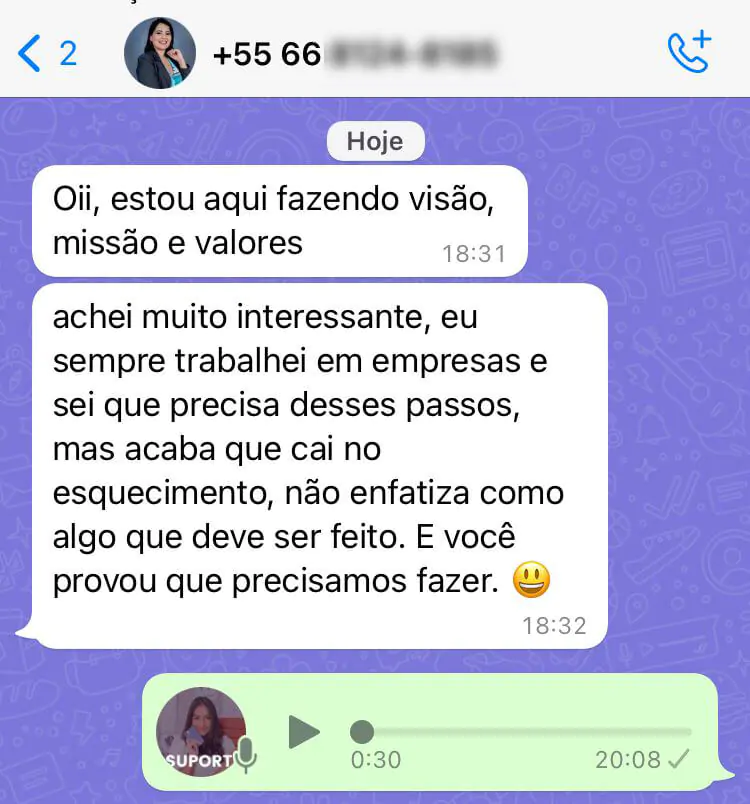 2
+55 66
Hoje
Oii, estou aqui fazendo visão,
missão e valores
18:31
achei muito interessante, eu
sempre trabalhei em empresas e
sei que precisa desses passos,
mas acaba que cai no
esquecimento, não enfatiza como
algo que deve ser feito. E você
provou que precisamos fazer. 😃
18:32
SUPORT
0:30
20:08